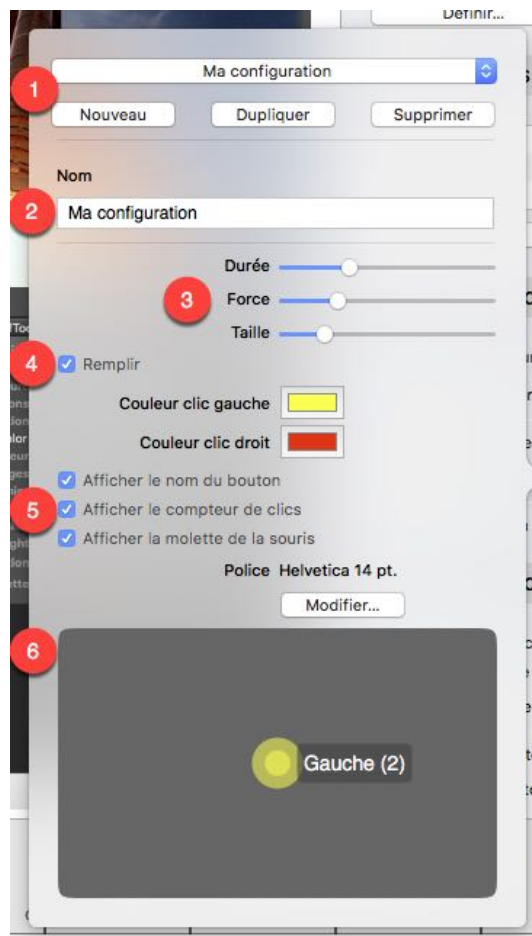 Définir...
Ma configuration
1
Nouveau Dupliquer Supprimer
Nom
2
Ma configuration
Durée
3
Force
Taille
4
Remplir
Couleur clic gauche
Couleur clic droit
Afficher le nom du bouton
5
Afficher le compteur de clics
Afficher la molette de la souris
Police Helvetica 14 pt.
Modifier...
6
Gauche (2)